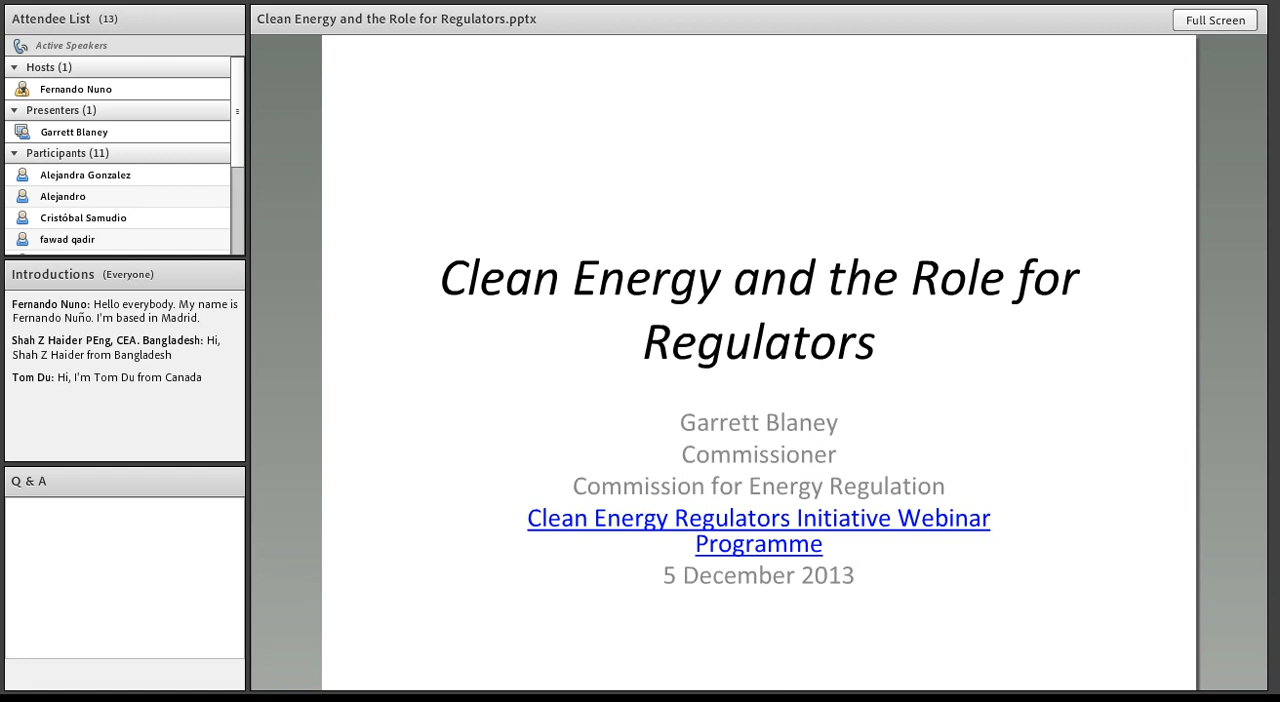 Attendee List (13)
Active Speakers
Hosts (1)
Fernando Nuno
Presenters (1)
Garrett Blaney
Participants (11)
Alejandra Gonzalez
Alejandro
Cristóbal Samudio
fawad qadir
Introductions (Everyone)
Fernando Nuno: Hello everybody. My name is
Fernando Nuño. I'm based in Madrid.
Shah Z Haider PEng, CEA. Bangladesh: Hi,
Shah Z Haider from Bangladesh
Tom Du: Hi, I'm Tom Du from Canada
Q & A
Clean Energy and the Role for Regulators.pptx
Full Screen
Clean Energy and the Role for
Regulators
Garrett Blaney
Commissioner
Commission for Energy Regulation
Clean Energy Regulators Initiative Webinar
Programme
5 December 2013